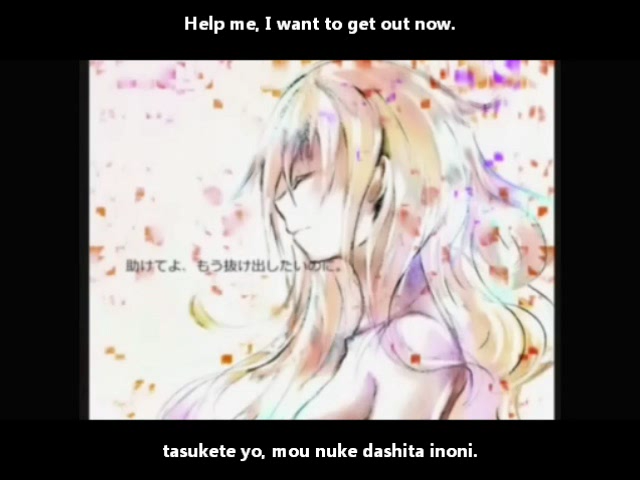 Help me, I want to get out now.
助けてよ、もう抜け出したいのに。
tasukete yo, mou nuke dashita inoni.